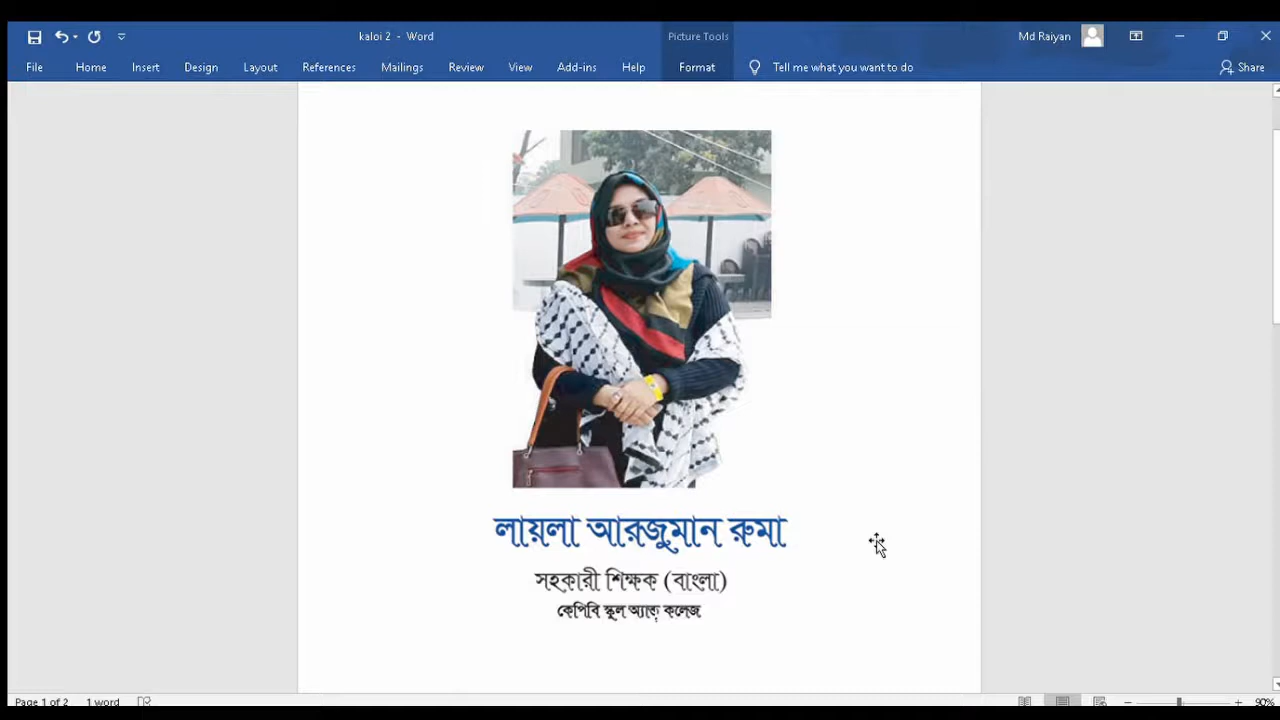 kaloi 2 - Word
Picture Tools
Md Raiyan
File Home Insert Design Layout References Mailings Review View Add-ins Help Format Tell me what you want to do Share
লায়লা আরজুমান রুমা
সহকারী শিক্ষক (বাংলা)
কেপিবি স্কুল অ্যান্ড কলেজ
Page 1 of 2 1 word 90%